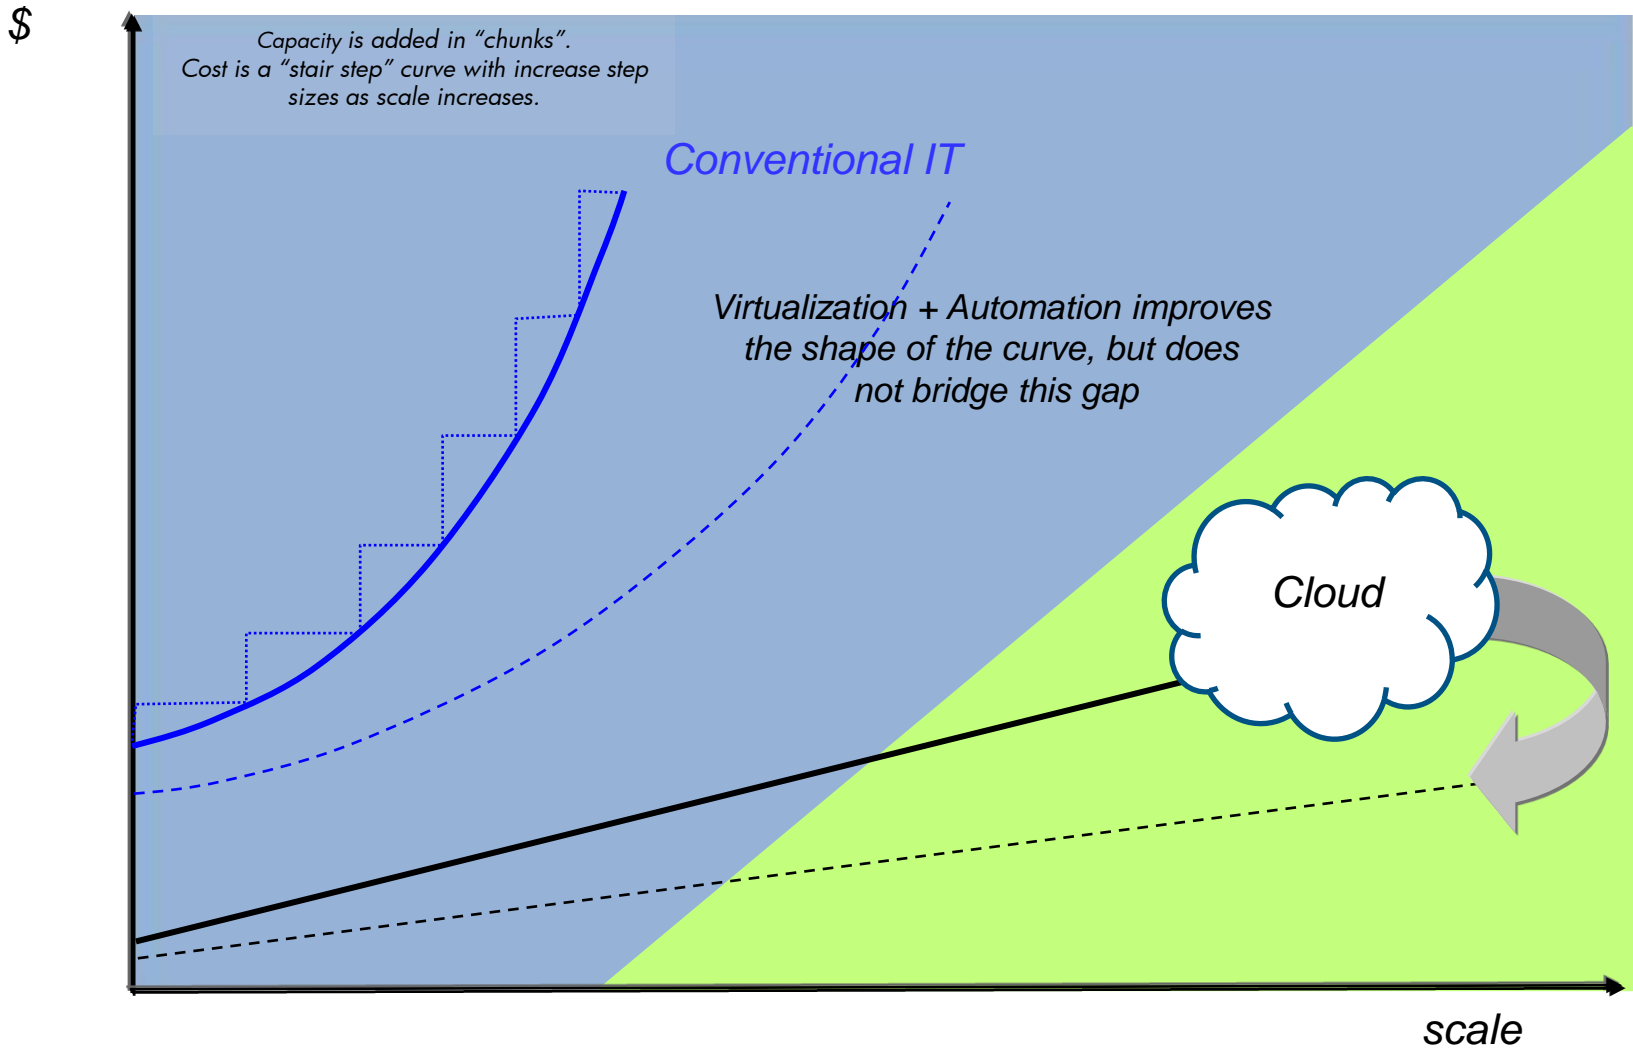 $
Capacity is added in “chunks”.
Cost is a “stair step” curve with increase step
sizes as scale increases.
Conventional IT
Virtualization + Automation improves
the shape of the curve, but does
not bridge this gap
Cloud
scale